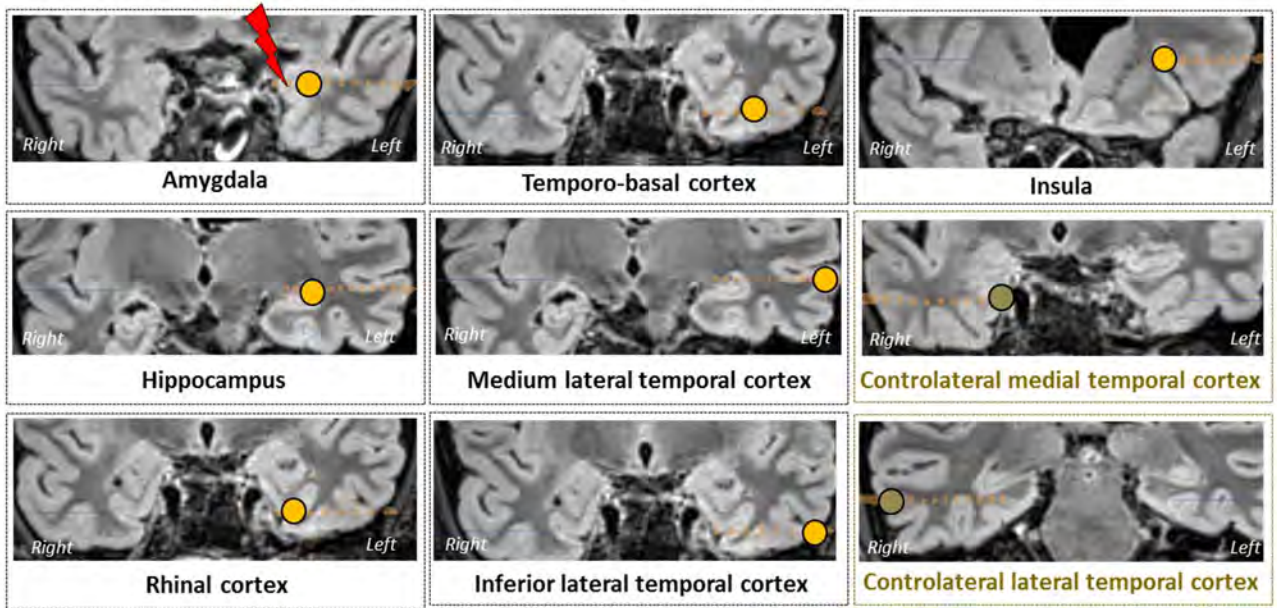 Right
Left
Amygdala
Right
Left
Temporo-basal cortex
Right
Left
Insula
Right
Left
Hippocampus
Right
Left
Medium lateral temporal cortex
Right
Left
Controlateral medial temporal cortex
Right
Left
Rhinal cortex
Right
Left
Inferior lateral temporal cortex
Right
Left
Controlateral lateral temporal cortex